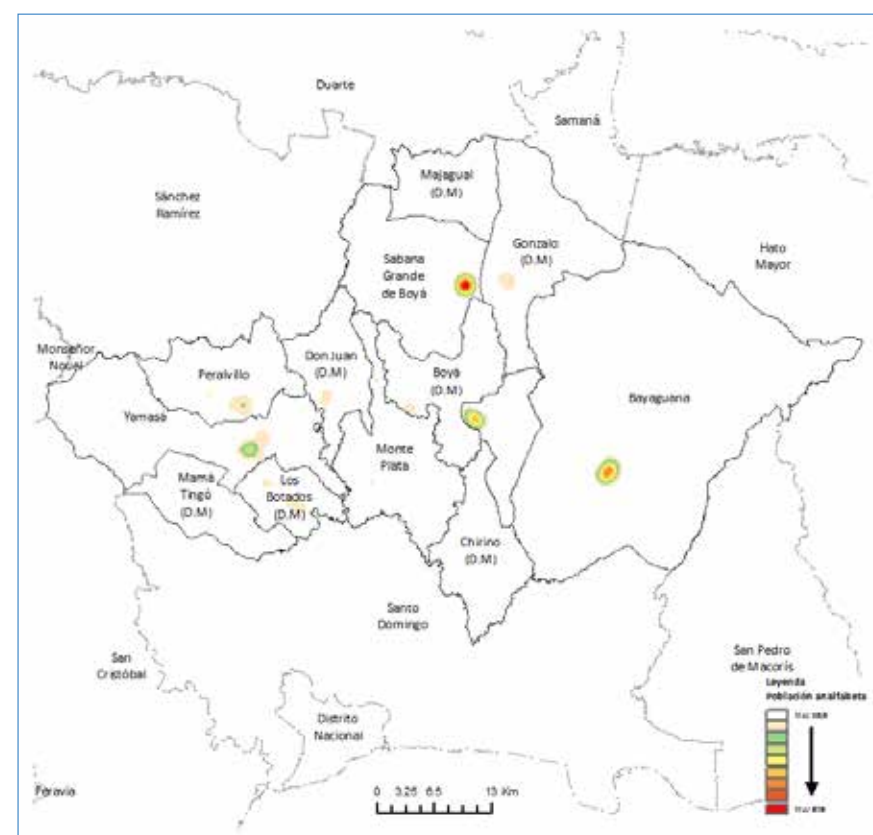 Duarte
Samaná
Majagual
(D.M)
Sánchez
Ramírez
Gonzalo
(D.M)
Hato
Mayor
Sabana
Grande
de Boyá
Monseñor
Nouel
Peralvillo
Don Juan
(D.M)
Boyá
(D.M)
Bayaguana
Yamasá
Monte
Plata
Mamá
Tingó
(D.M)
Los
Botados
(D.M)
Chirino
(D.M)
Santo
Domingo
San
Cristóbal
San Pedro
de Macorís
Leyenda
Población analfabeta
Distrito
Nacional
Peravia
0 3.25 6.5 13 Km